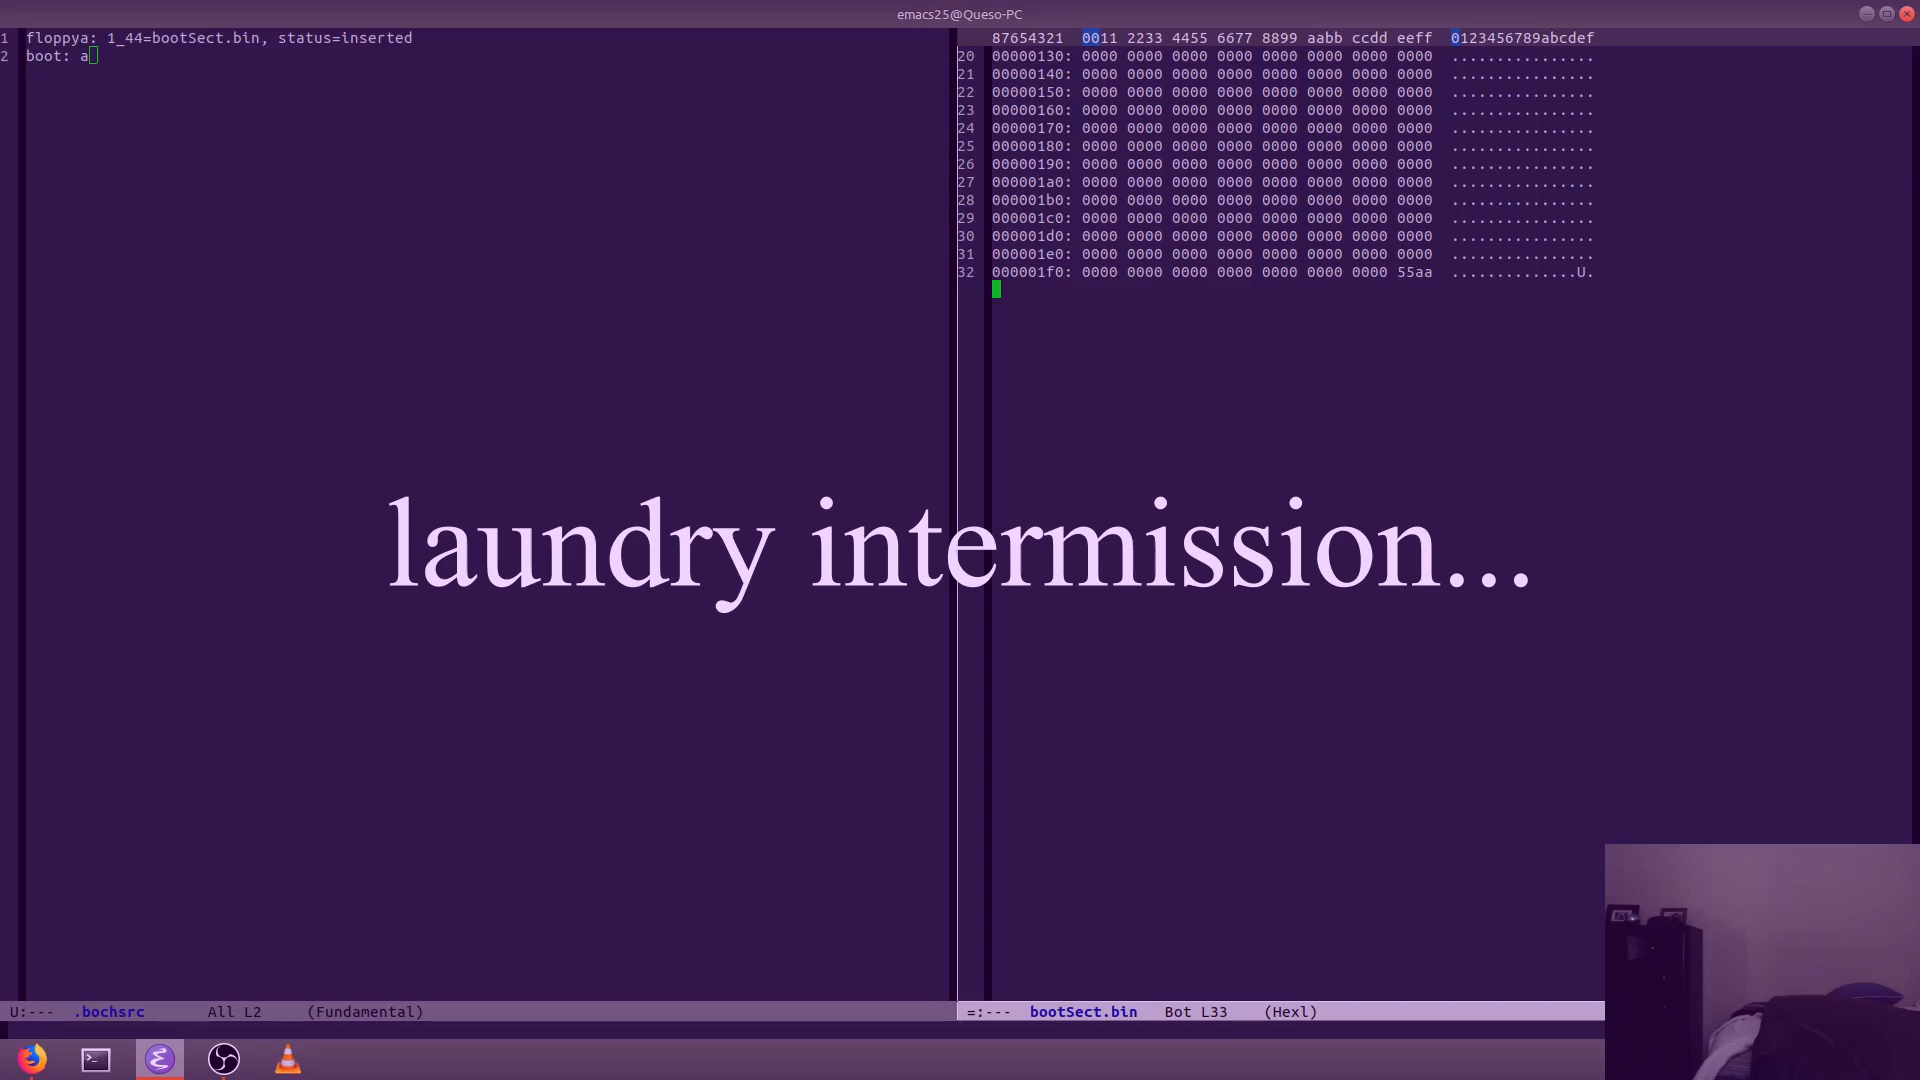 emacs25@Queso-PC
1 floppya: 1_44=bootSect.bin, status=inserted
2 boot: a
87654321 0011 2233 4455 6677 8899 aabb ccdd eeff 0123456789abcdef
20 00000130: 0000 0000 0000 0000 0000 0000 0000 0000 ................
21 00000140: 0000 0000 0000 0000 0000 0000 0000 0000 ................
22 00000150: 0000 0000 0000 0000 0000 0000 0000 0000 ................
23 00000160: 0000 0000 0000 0000 0000 0000 0000 0000 ................
24 00000170: 0000 0000 0000 0000 0000 0000 0000 0000 ................
25 00000180: 0000 0000 0000 0000 0000 0000 0000 0000 ................
26 00000190: 0000 0000 0000 0000 0000 0000 0000 0000 ................
27 000001a0: 0000 0000 0000 0000 0000 0000 0000 0000 ................
28 000001b0: 0000 0000 0000 0000 0000 0000 0000 0000 ................
29 000001c0: 0000 0000 0000 0000 0000 0000 0000 0000 ................
30 000001d0: 0000 0000 0000 0000 0000 0000 0000 0000 ................
31 000001e0: 0000 0000 0000 0000 0000 0000 0000 0000 ................
32 000001f0: 0000 0000 0000 0000 0000 0000 0000 55aa ..............U.
laundry intermission...
U:--- .bochsrc All L2 (Fundamental)
=:--- bootSect.bin Bot L33 (Hexl)